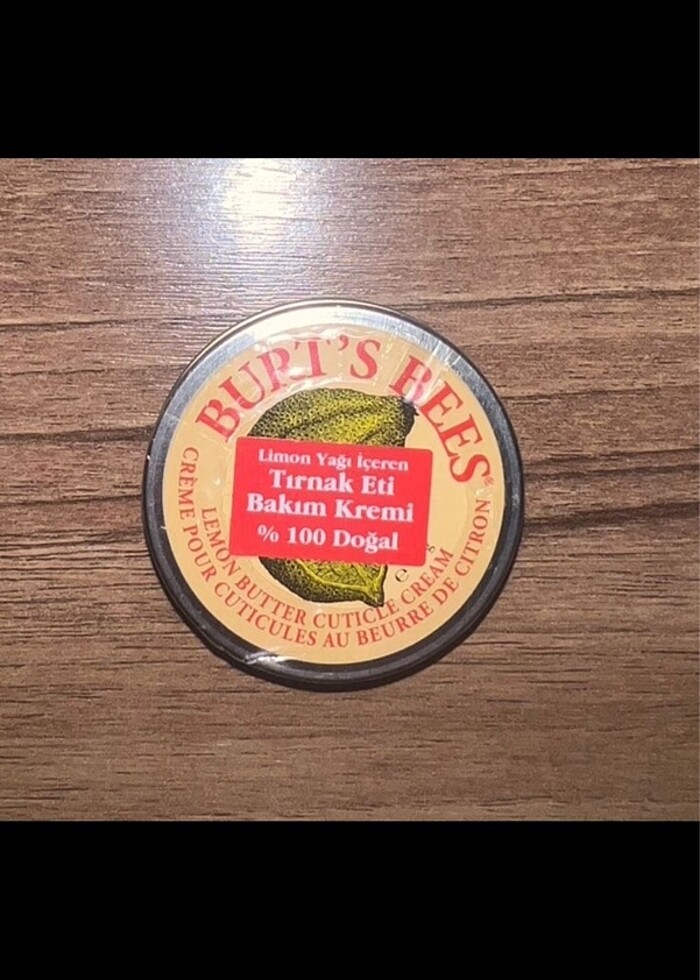 BURT'S BEES®
Limon Yağı İçeren
Tırnak Eti
Bakım Kremi
% 100 Doğal
LEMON BUTTER CUTICLE CREAM
CRÈME POUR CUTICULES AU BEURRE DE CITRON